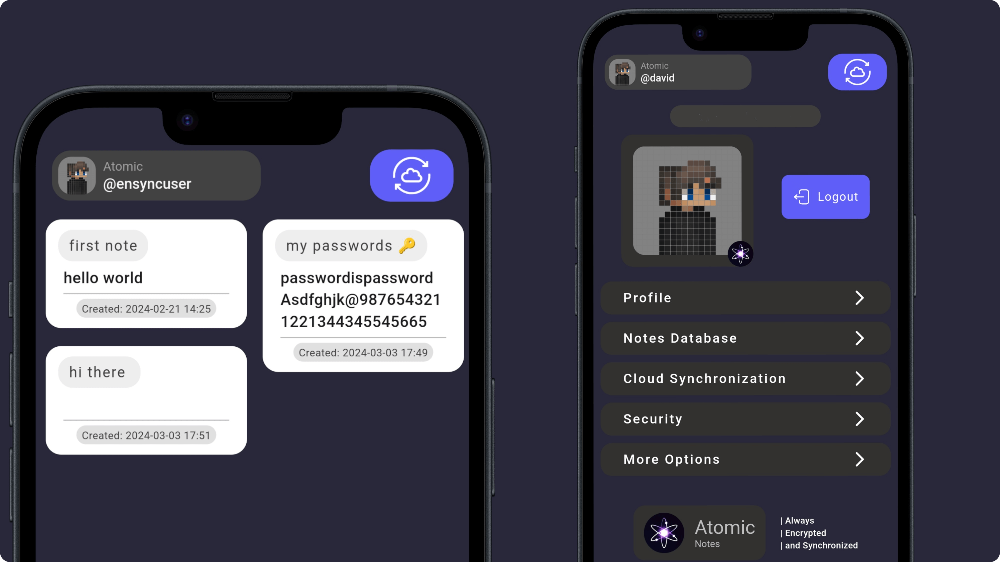 Atomic
@ensyncuser
first note
hello world
Created: 2024-02-21 14:25
my passwords 🔑
passwordispassword
Asdfghjk@987654321
1221344345545665
Created: 2024-03-03 17:49
hi there
Created: 2024-03-03 17:51
Atomic
@david
Logout
Profile
Notes Database
Cloud Synchronization
Security
More Options
Atomic
Notes
| Always
| Encrypted
| and Synchronized